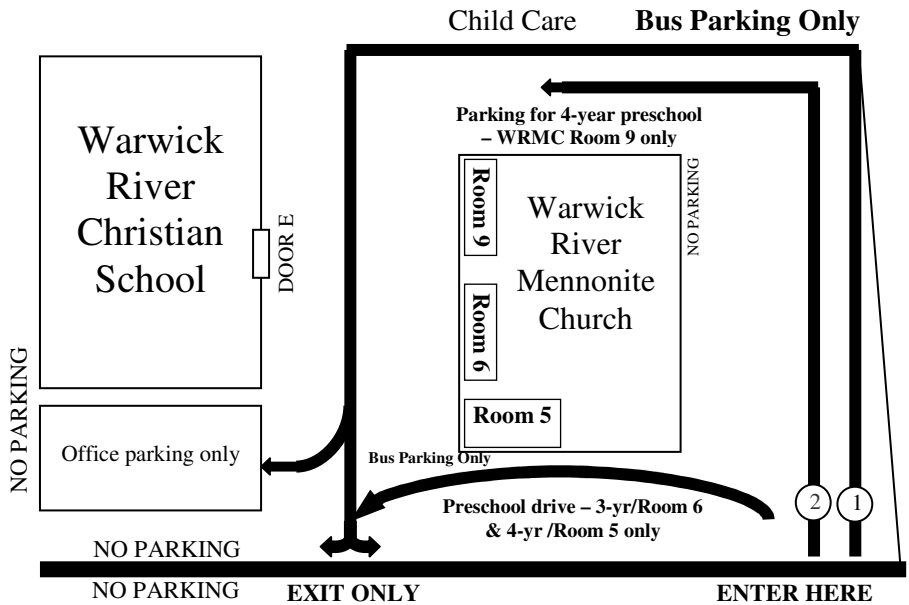 Child Care
Bus Parking Only
Parking for 4-year preschool
– WRMC Room 9 only
Warwick
River
Christian
School
DOOR E
NO PARKING
Office parking only
Room 9
Room 6
Room 5
Warwick
River
Mennonite
Church
NO PARKING
Bus Parking Only
Preschool drive – 3-yr/Room 6
& 4-yr /Room 5 only
2
1
NO PARKING
NO PARKING
EXIT ONLY
ENTER HERE